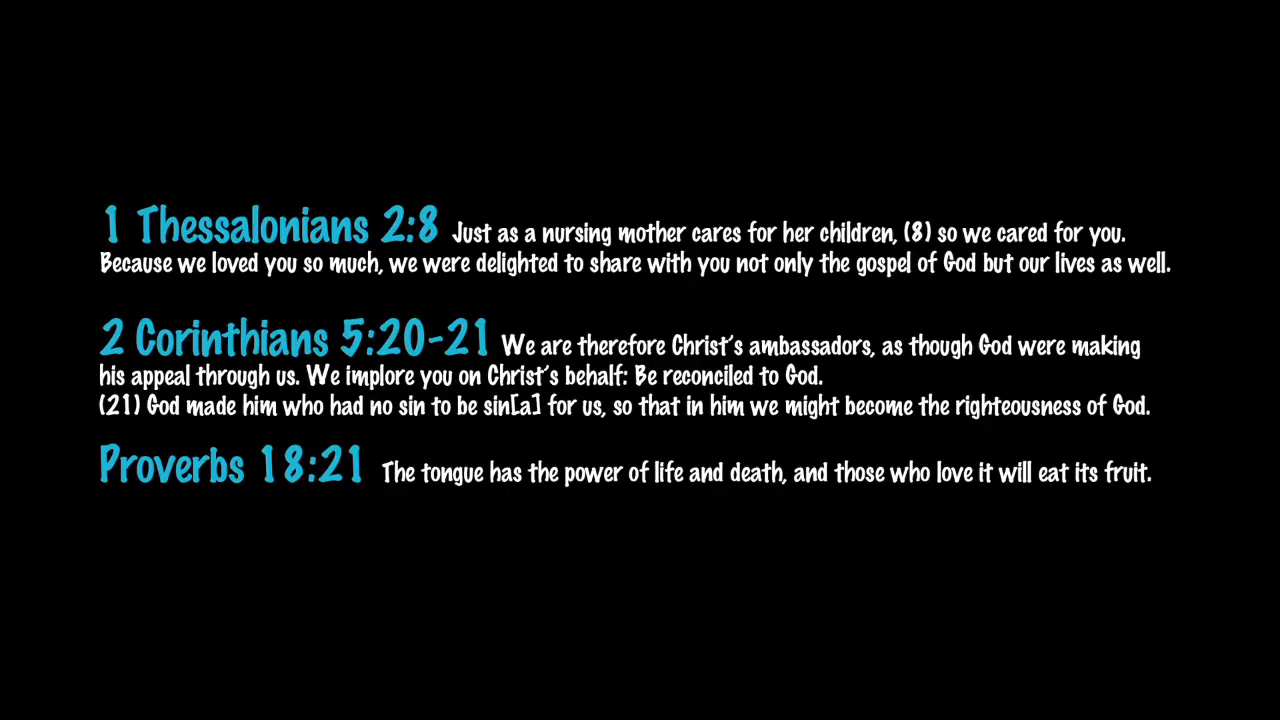 1 Thessalonians 2:8 Just as a nursing mother cares for her children, (8) so we cared for you.
Because we loved you so much, we were delighted to share with you not only the gospel of God but our lives as well.
2 Corinthians 5:20-21 We are therefore Christ's ambassadors, as though God were making
his appeal through us. We implore you on Christ's behalf: Be reconciled to God.
(21) God made him who had no sin to be sin[a] for us, so that in him we might become the righteousness of God.
Proverbs 18:21 The tongue has the power of life and death, and those who love it will eat its fruit.